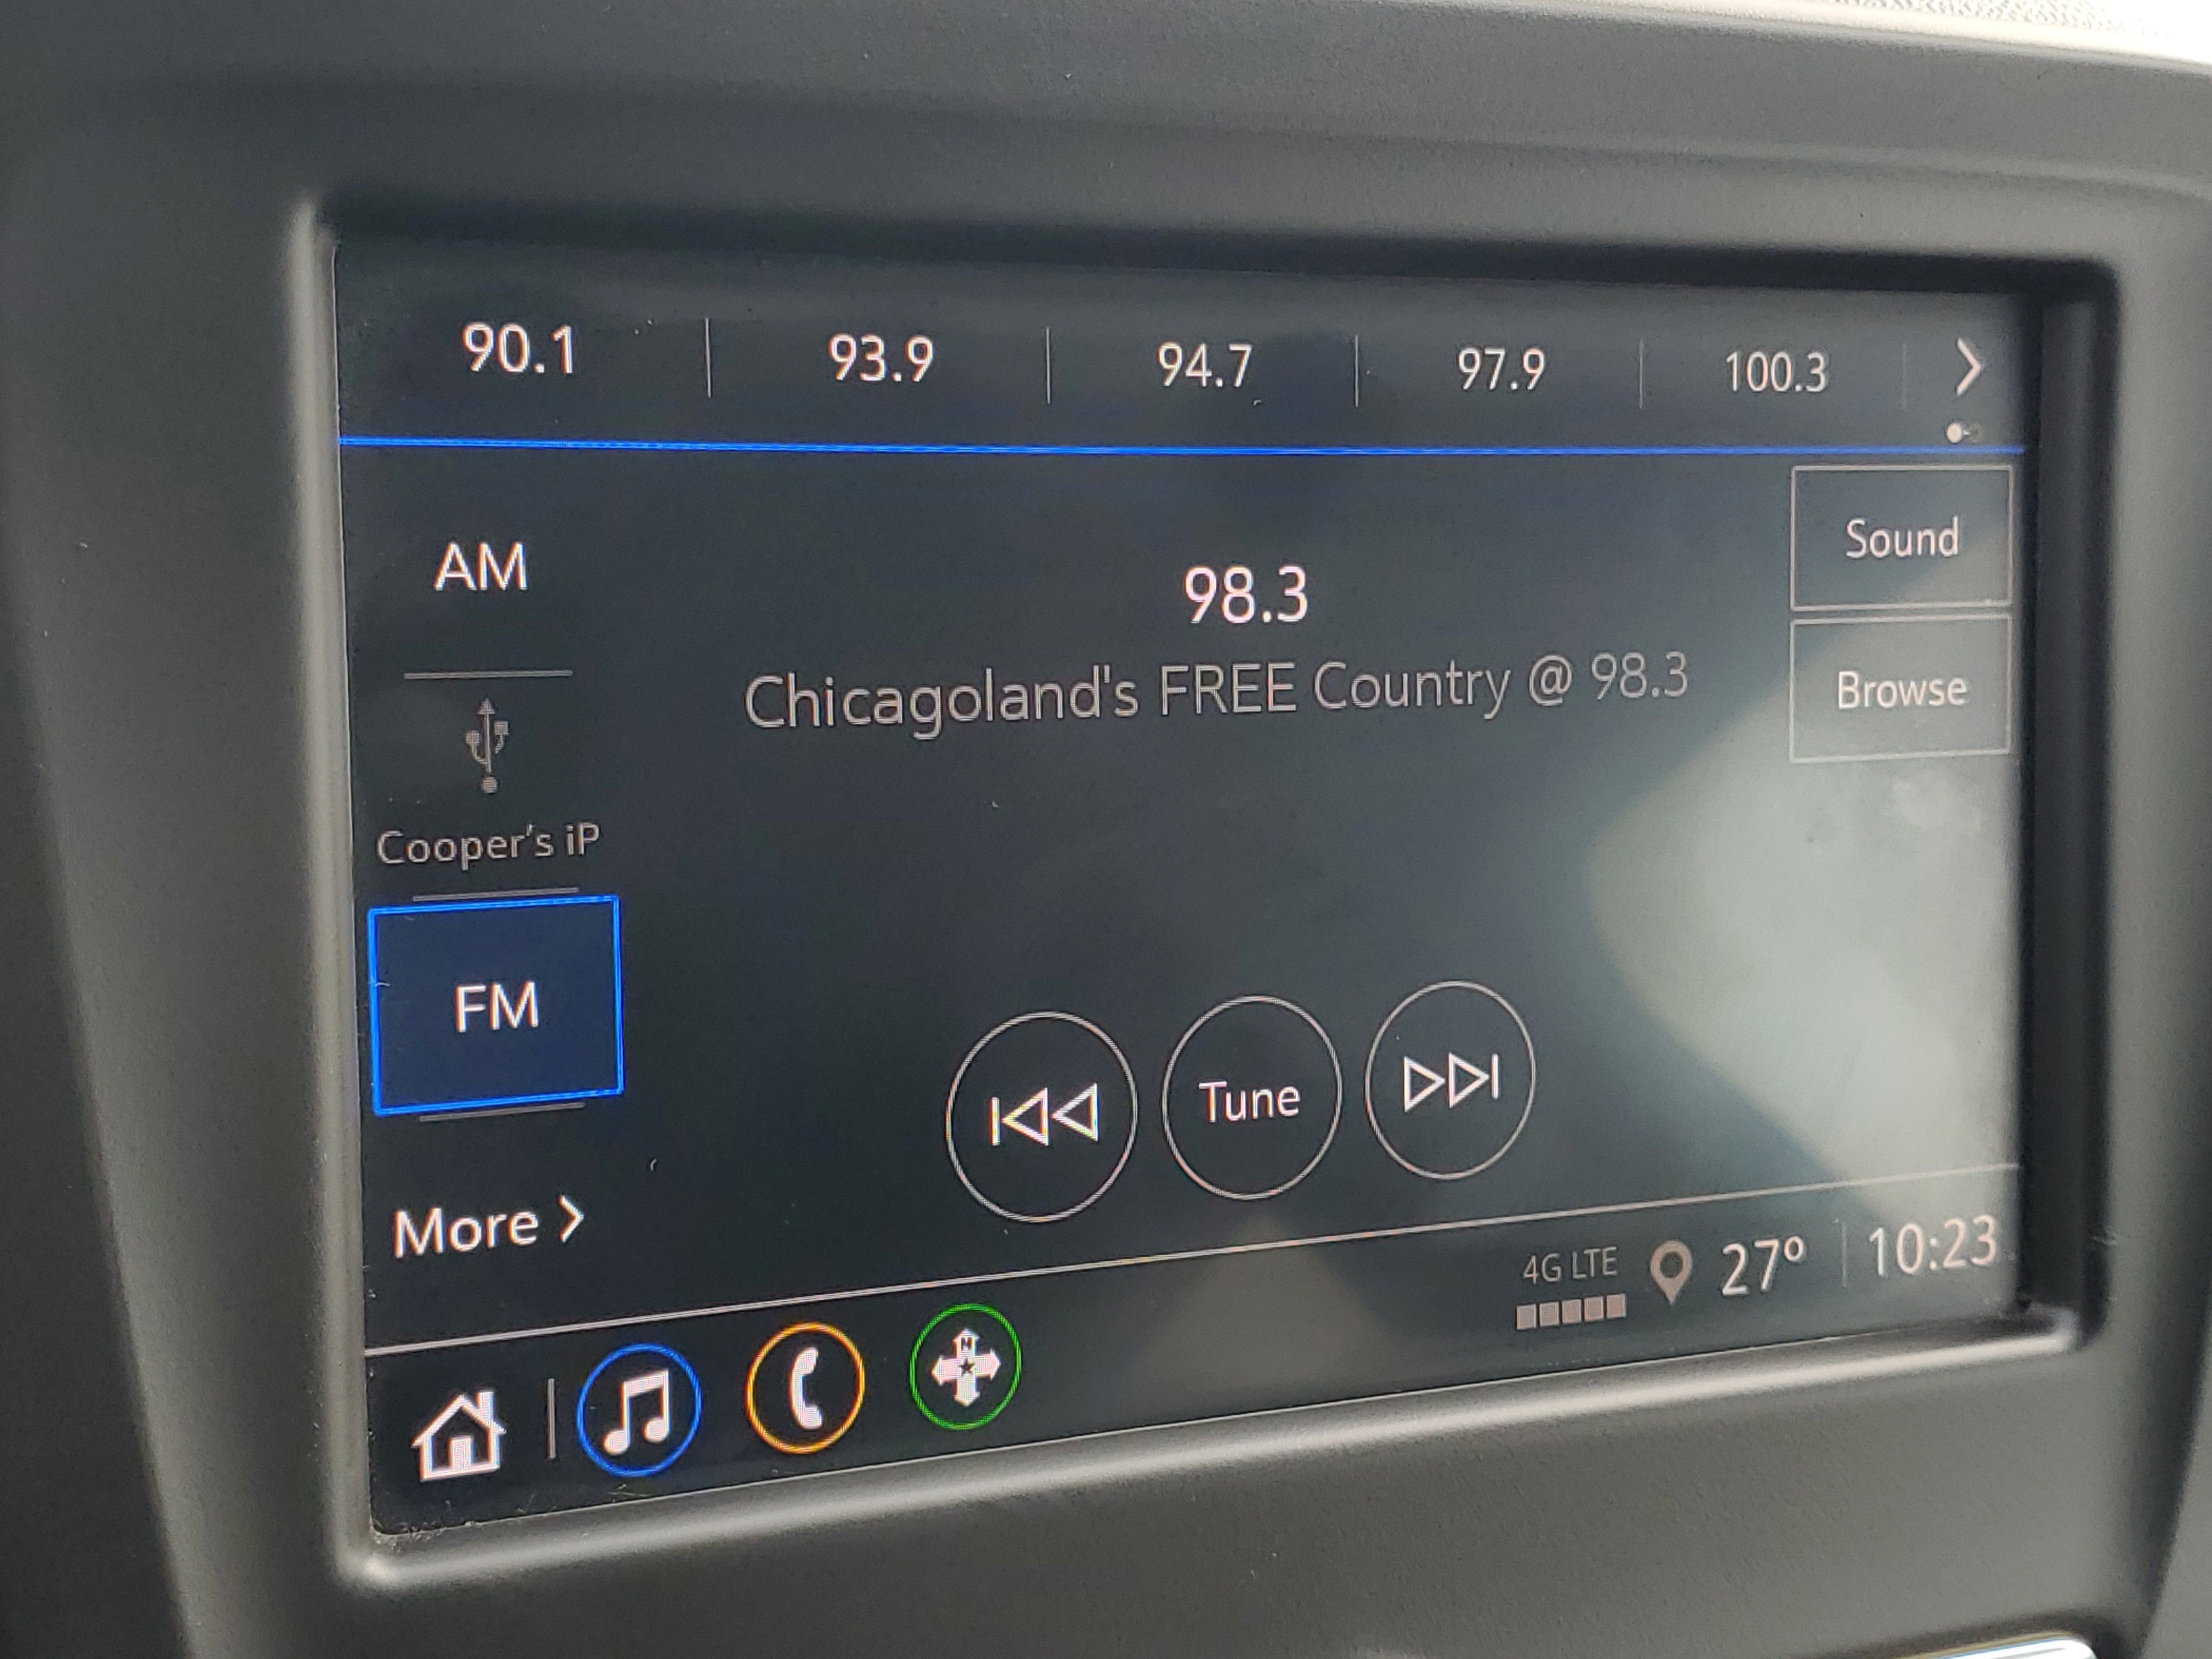 90.1 93.9 94.7 97.9 100.3
Sound
AM
98.3
Chicagoland's FREE Country @ 98.3
Browse
Cooper's iP
FM
Tune
More
4G LTE 27° 10:23
N